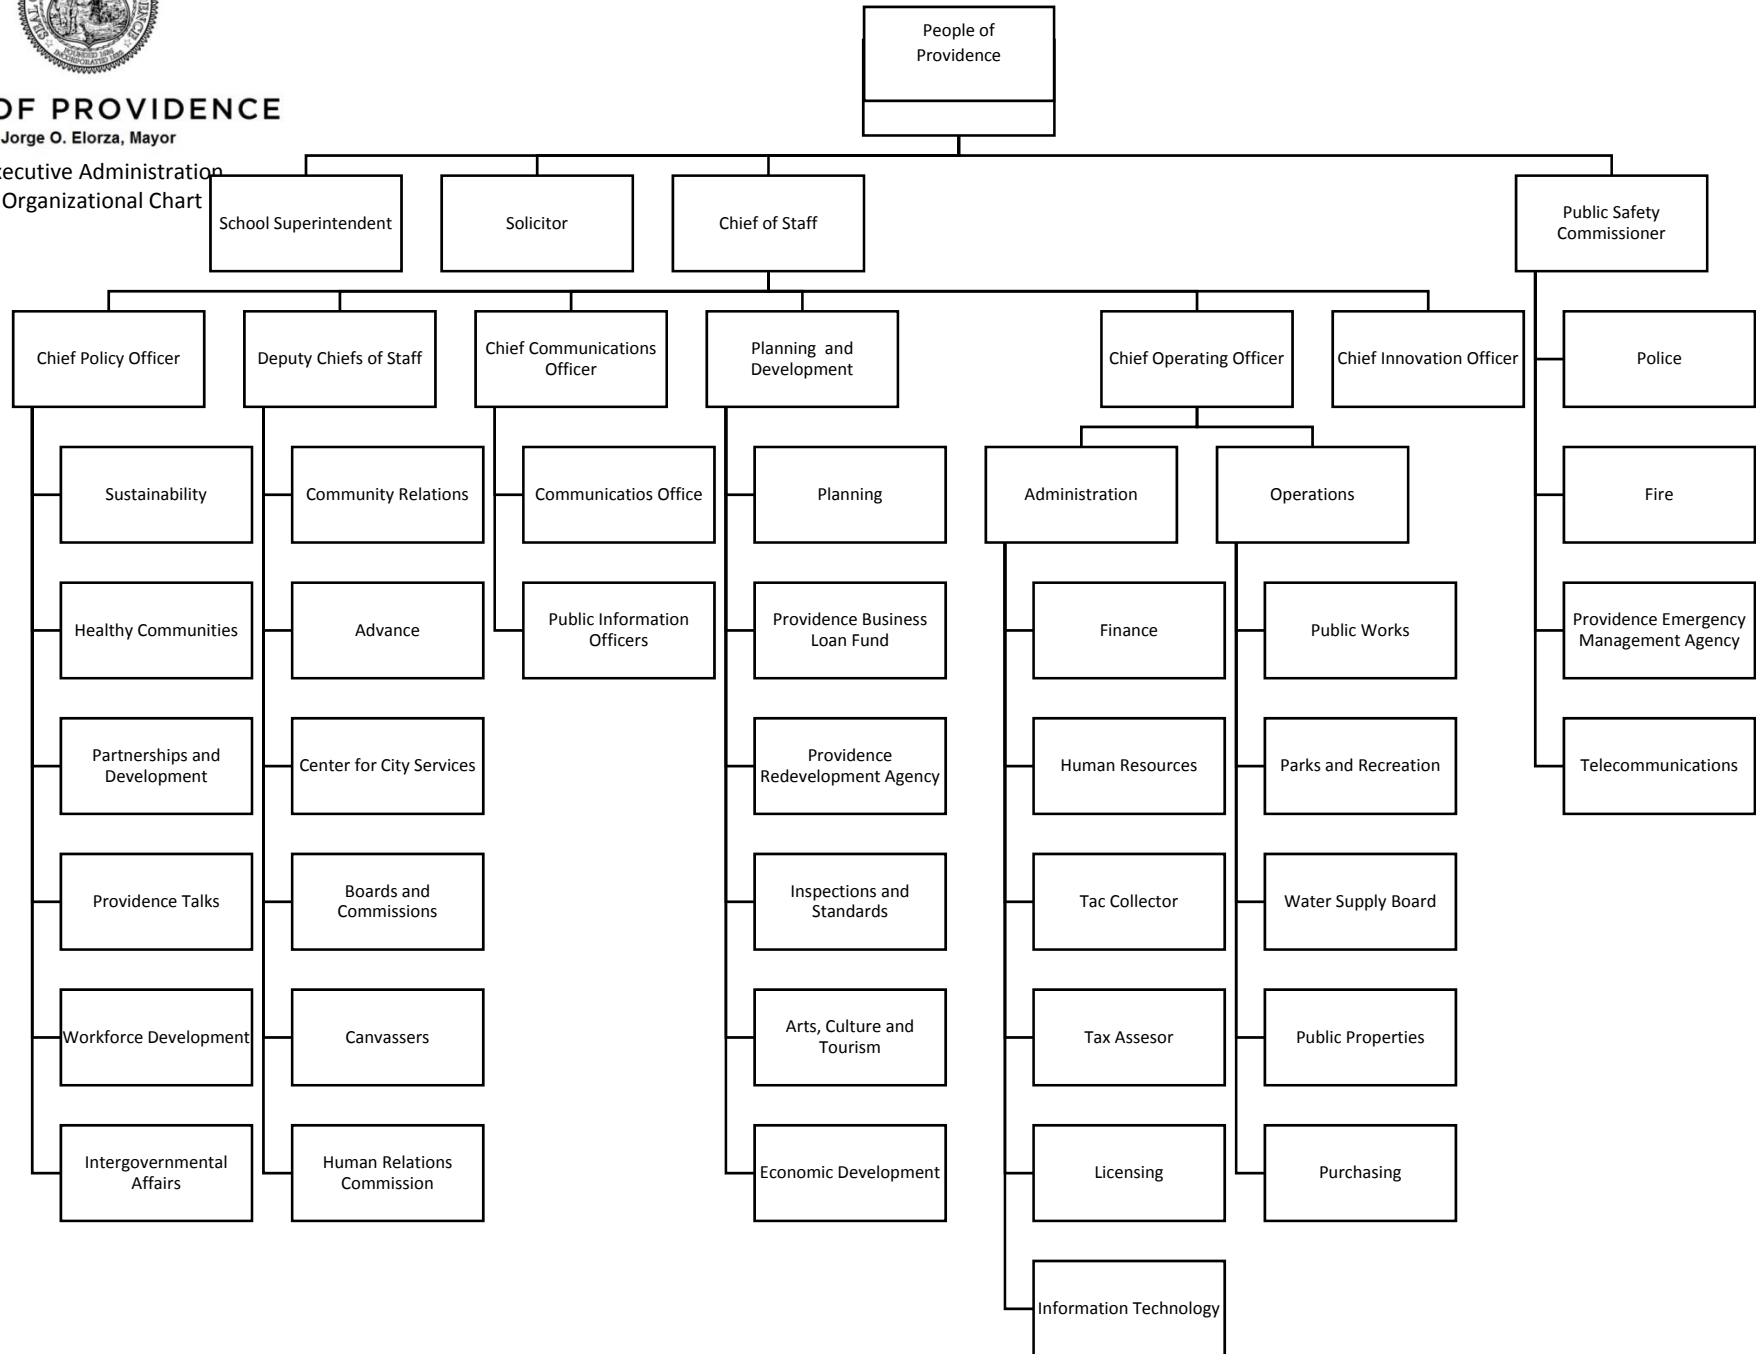 People of
Providence
FOUNDED 1636
INCORPORATED 1832
OF PROVIDENCE
Jorge O. Elorza, Mayor
xecutive Administration
Organizational Chart
School Superintendent
Solicitor
Chief of Staff
Public Safety
Commissioner
Chief Policy Officer
Deputy Chiefs of Staff
Chief Communications
Officer
Planning and
Development
Chief Operating Officer
Chief Innovation Officer
Police
Sustainability
Community Relations
Communicatios Office
Planning
Administration
Operations
Fire
Healthy Communities
Advance
Public Information
Officers
Providence Business
Loan Fund
Finance
Public Works
Providence Emergency
Management Agency
Partnerships and
Development
Center for City Services
Providence
Redevelopment Agency
Human Resources
Parks and Recreation
Telecommunications
Providence Talks
Boards and
Commissions
Inspections and
Standards
Tac Collector
Water Supply Board
Workforce Development
Canvassers
Arts, Culture and
Tourism
Tax Assesor
Public Properties
Intergovernmental
Affairs
Human Relations
Commission
Economic Development
Licensing
Purchasing
Information Technology